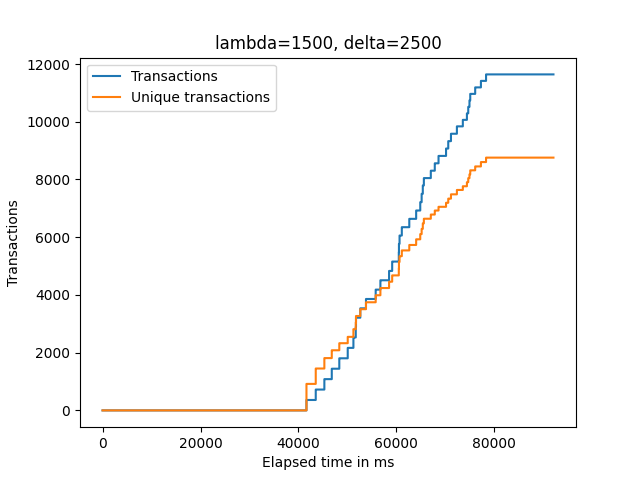 lambda=1500, delta=2500
Transactions
Unique transactions
12000
10000
8000
6000
4000
2000
0
Transactions
0
20000
40000
60000
80000
Elapsed time in ms